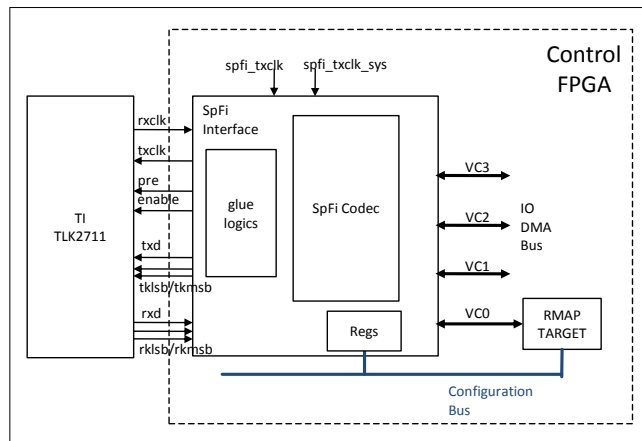 Control
FPGA
spfi_txclk
spfi_txclk_sys
SpFi
Interface
rxclk
txclk
pre
enable
TI
TLK2711
glue
logics
SpFi Codec
VC3
VC2
IO
DMA
Bus
VC1
txd
tklsb/tkmsb
rxd
rklsb/rkmsb
Regs
VC0
RMAP
TARGET
Configuration
Bus